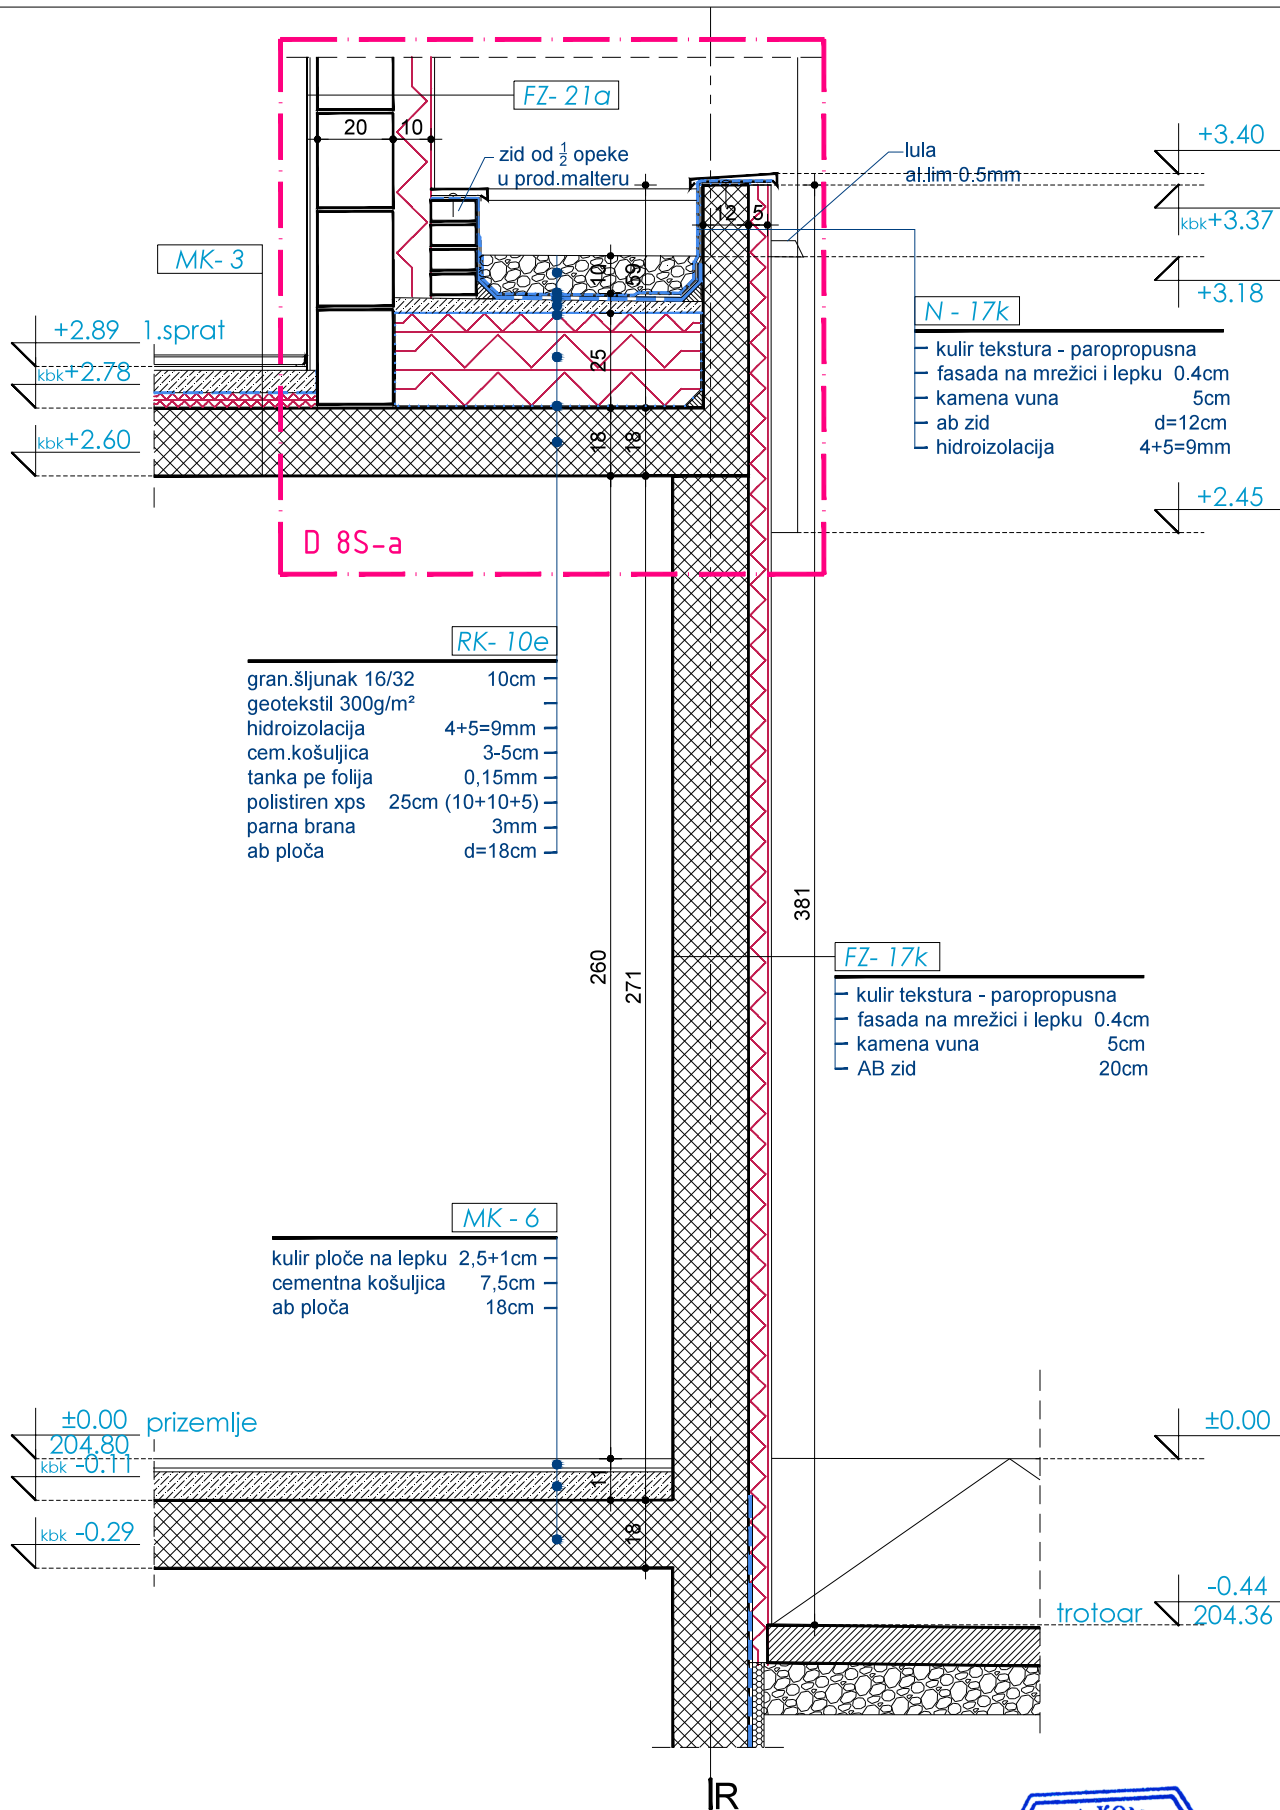 FZ- 21a
20
10
zid od ½ opeke
u prod.malteru
lula
al.lim 0.5mm
+3.40
12
5
kbk+3.37
MK- 3
10
59
+3.18
N - 17k
+2.89 1.sprat
kulir tekstura - paropropusna
25
kbk+2.78
fasada na mrežici i lepku 0.4cm
kamena vuna 5cm
ab zid d=12cm
kbk+2.60
18
18
hidroizolacija 4+5=9mm
+2.45
D 8S-a
RK- 10e
gran.šljunak 16/32 10cm
geotekstil 300g/m²
hidroizolacija 4+5=9mm
cem.košuljica 3-5cm
tanka pe folija 0,15mm
polistiren xps 25cm (10+10+5)
parna brana 3mm
ab ploča d=18cm
381
260
271
FZ- 17k
kulir tekstura - paropropusna
fasada na mrežici i lepku 0.4cm
kamena vuna 5cm
AB zid 20cm
MK - 6
kulir ploče na lepku 2,5+1cm
cementna košuljica 7,5cm
ab ploča 18cm
±0.00 prizemlje
204.80
±0.00
kbk -0.11
11
kbk -0.29
18
-0.44
trotoar 204.36
R